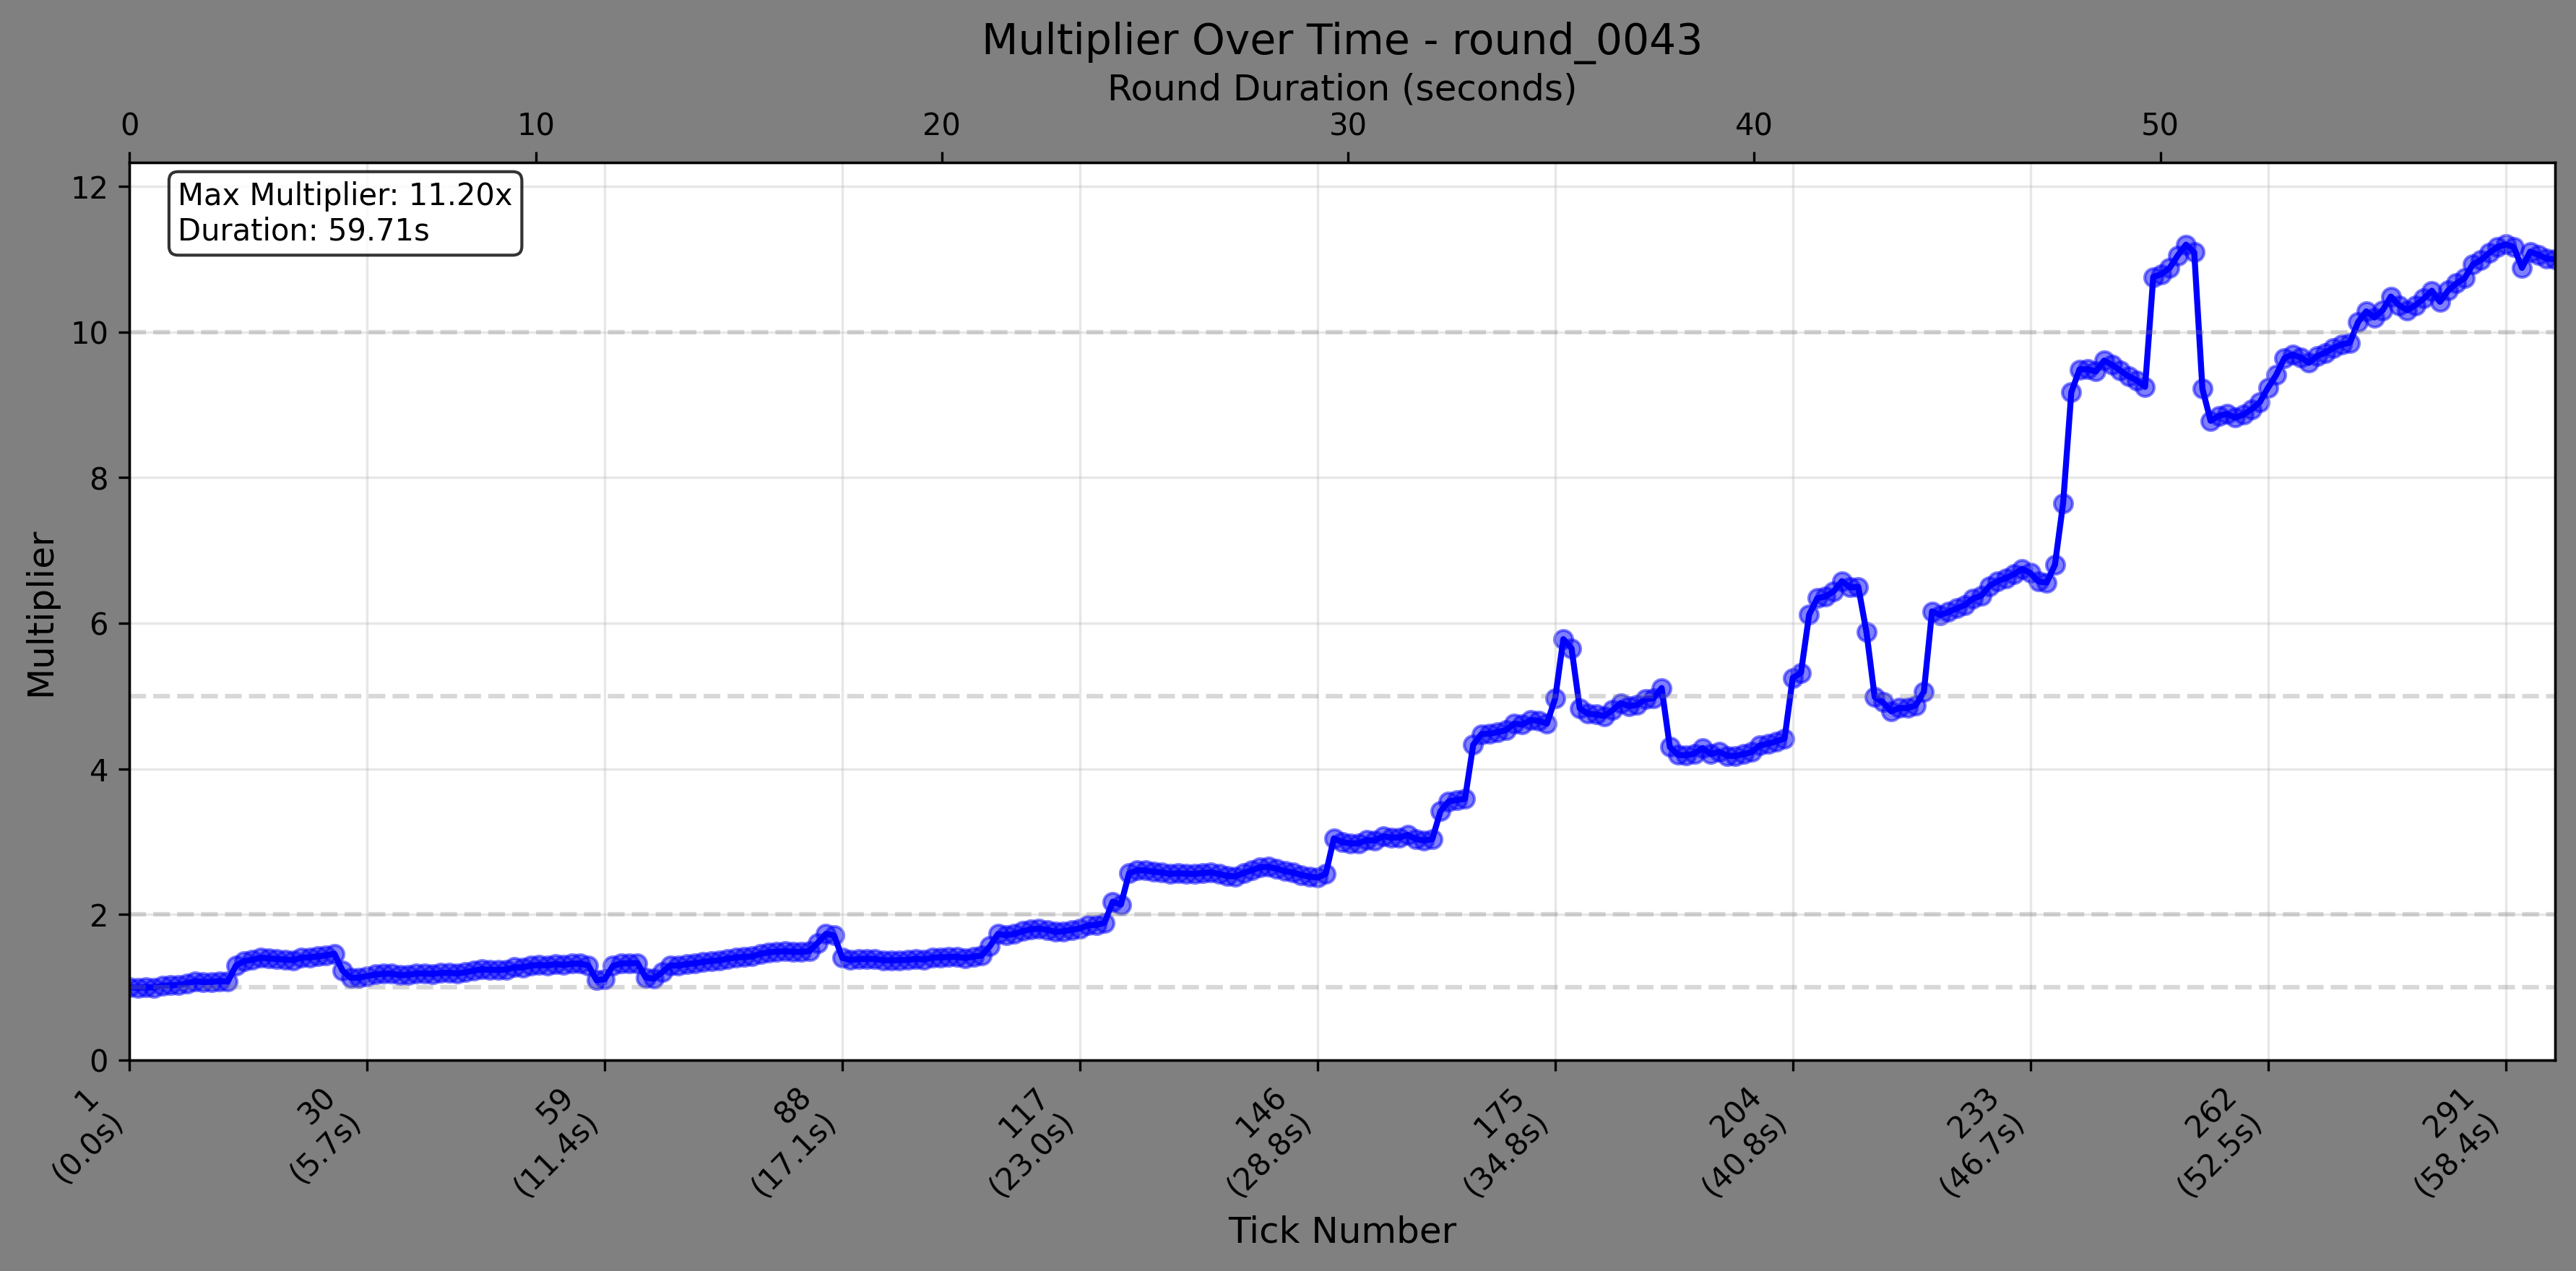 Multiplier Over Time - round_0043
Round Duration (seconds)
0 10 20 30 40 50
Max Multiplier: 11.20x
Duration: 59.71s
12
10
8
6
4
2
0
Multiplier
1
(0.0s)
30
(5.7s)
59
(11.4s)
88
(17.1s)
117
(23.0s)
146
(28.8s)
175
(34.8s)
204
(40.8s)
233
(46.7s)
262
(52.5s)
291
(58.4s)
Tick Number